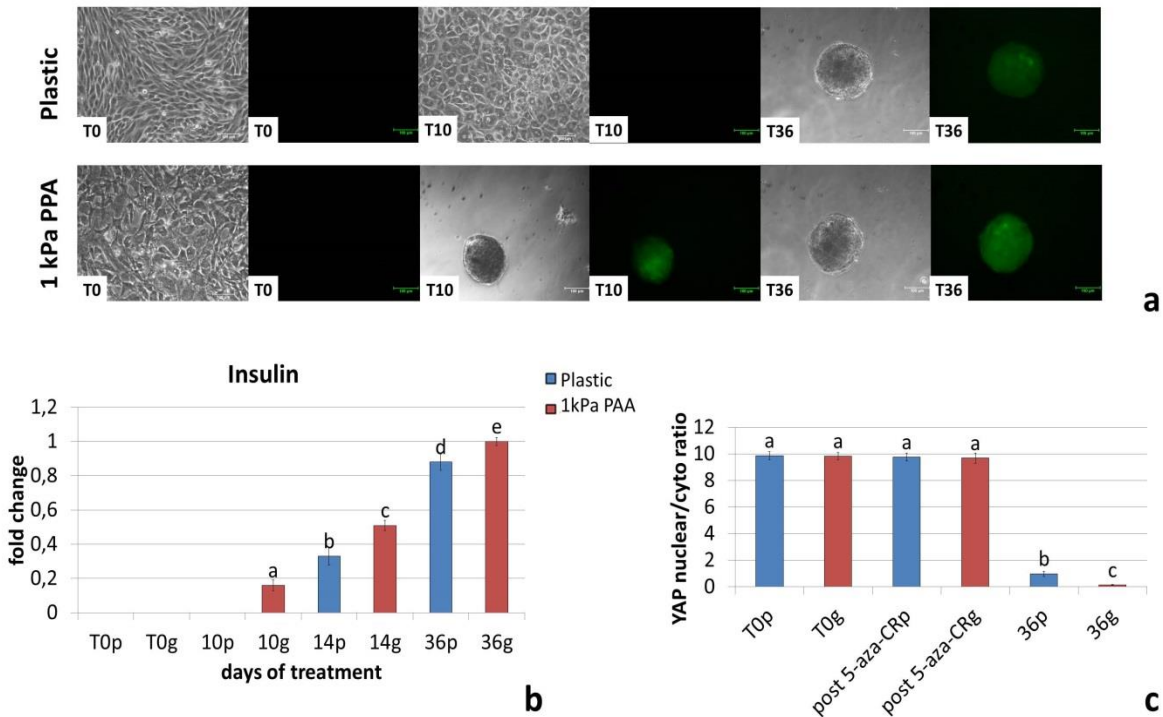 Plastic
T0
T0
T10
T10
T36
T36
1 kPa PPA
T0
T0
T10
T10
T36
T36
a
Insulin
Plastic
1kPa PAA
1,2
1
0,8
0,6
0,4
0,2
0
fold change
a
b
c
d
e
T0p T0g 10p 10g 14p 14g 36p 36g
days of treatment
b
12
10
8
6
4
2
0
YAP nuclear/cyto ratio
a
a
a
a
b
c
T0p
T0g
post 5-aza-CRp
post 5-aza-CRg
36p
36g
c